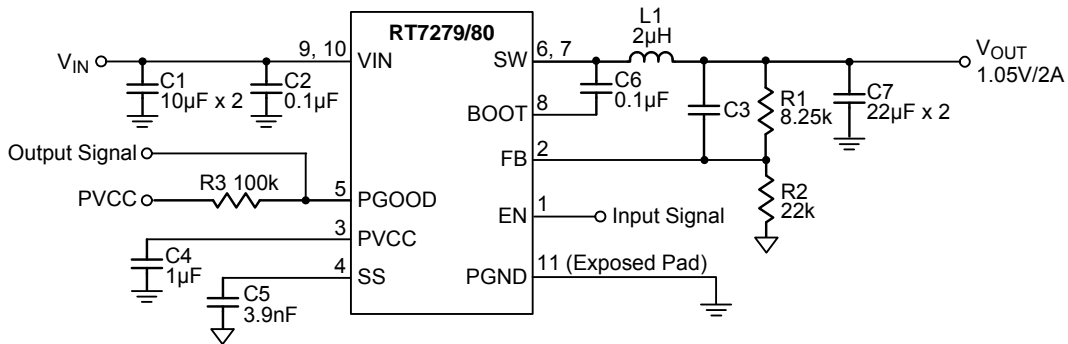 RT7279/80
V_IN
9, 10
VIN
C1
10µF x 2
C2
0.1µF
SW
6, 7
L1
2µH
V_OUT
1.05V/2A
C6
0.1µF
BOOT
8
C3
R1
8.25k
C7
22µF x 2
Output Signal
FB
2
PVCC
R3 100k
5
PGOOD
R2
22k
EN
1
Input Signal
3
PVCC
C4
1µF
4
SS
C5
3.9nF
PGND
11 (Exposed Pad)